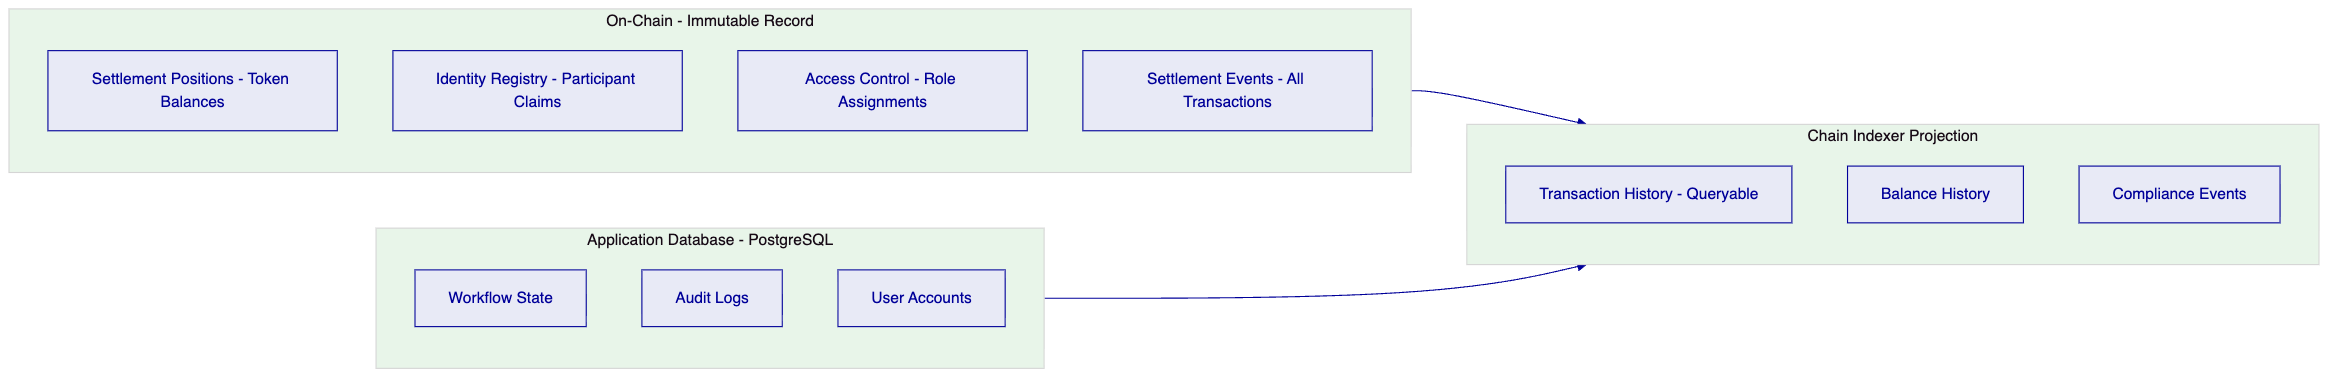 On-Chain - Immutable Record
Settlement Positions - Token
Balances
Identity Registry - Participant
Claims
Access Control - Role
Assignments
Settlement Events - All
Transactions
Chain Indexer Projection
Transaction History - Queryable
Balance History
Compliance Events
Application Database - PostgreSQL
Workflow State
Audit Logs
User Accounts